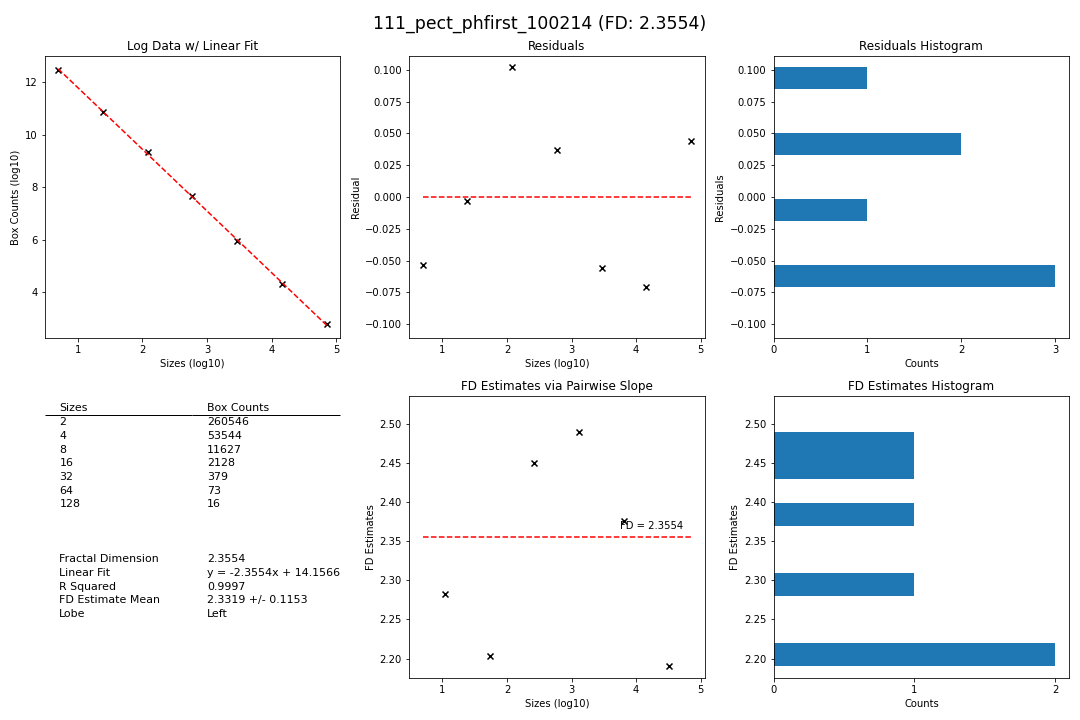 111_pect_phfirst_100214 (FD: 2.3554)
Log Data w/ Linear Fit
Box Counts (log10)
12
10
8
6
4
1 2 3 4 5
Sizes (log10)
Residuals
Residual
0.100
0.075
0.050
0.025
0.000
−0.025
−0.050
−0.075
−0.100
1 2 3 4 5
Sizes (log10)
Residuals Histogram
Residuals
0.100
0.075
0.050
0.025
0.000
−0.025
−0.050
−0.075
−0.100
0 1 2 3
Counts
Sizes Box Counts
2 260546
4 53544
8 11627
16 2128
32 379
64 73
128 16
Fractal Dimension 2.3554
Linear Fit y = -2.3554x + 14.1566
R Squared 0.9997
FD Estimate Mean 2.3319 +/- 0.1153
Lobe Left
FD Estimates via Pairwise Slope
FD Estimates
2.50
2.45
2.40
2.35
2.30
2.25
2.20
FD = 2.3554
1 2 3 4 5
Sizes (log10)
FD Estimates Histogram
FD Estimates
2.50
2.45
2.40
2.35
2.30
2.25
2.20
0 1 2
Counts